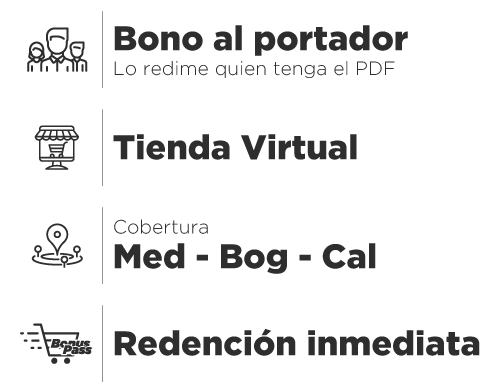 Bono al portador
Lo redime quien tenga el PDF
Tienda Virtual
Cobertura
Med - Bog - Cal
Bonus
Pass
Redención inmediata